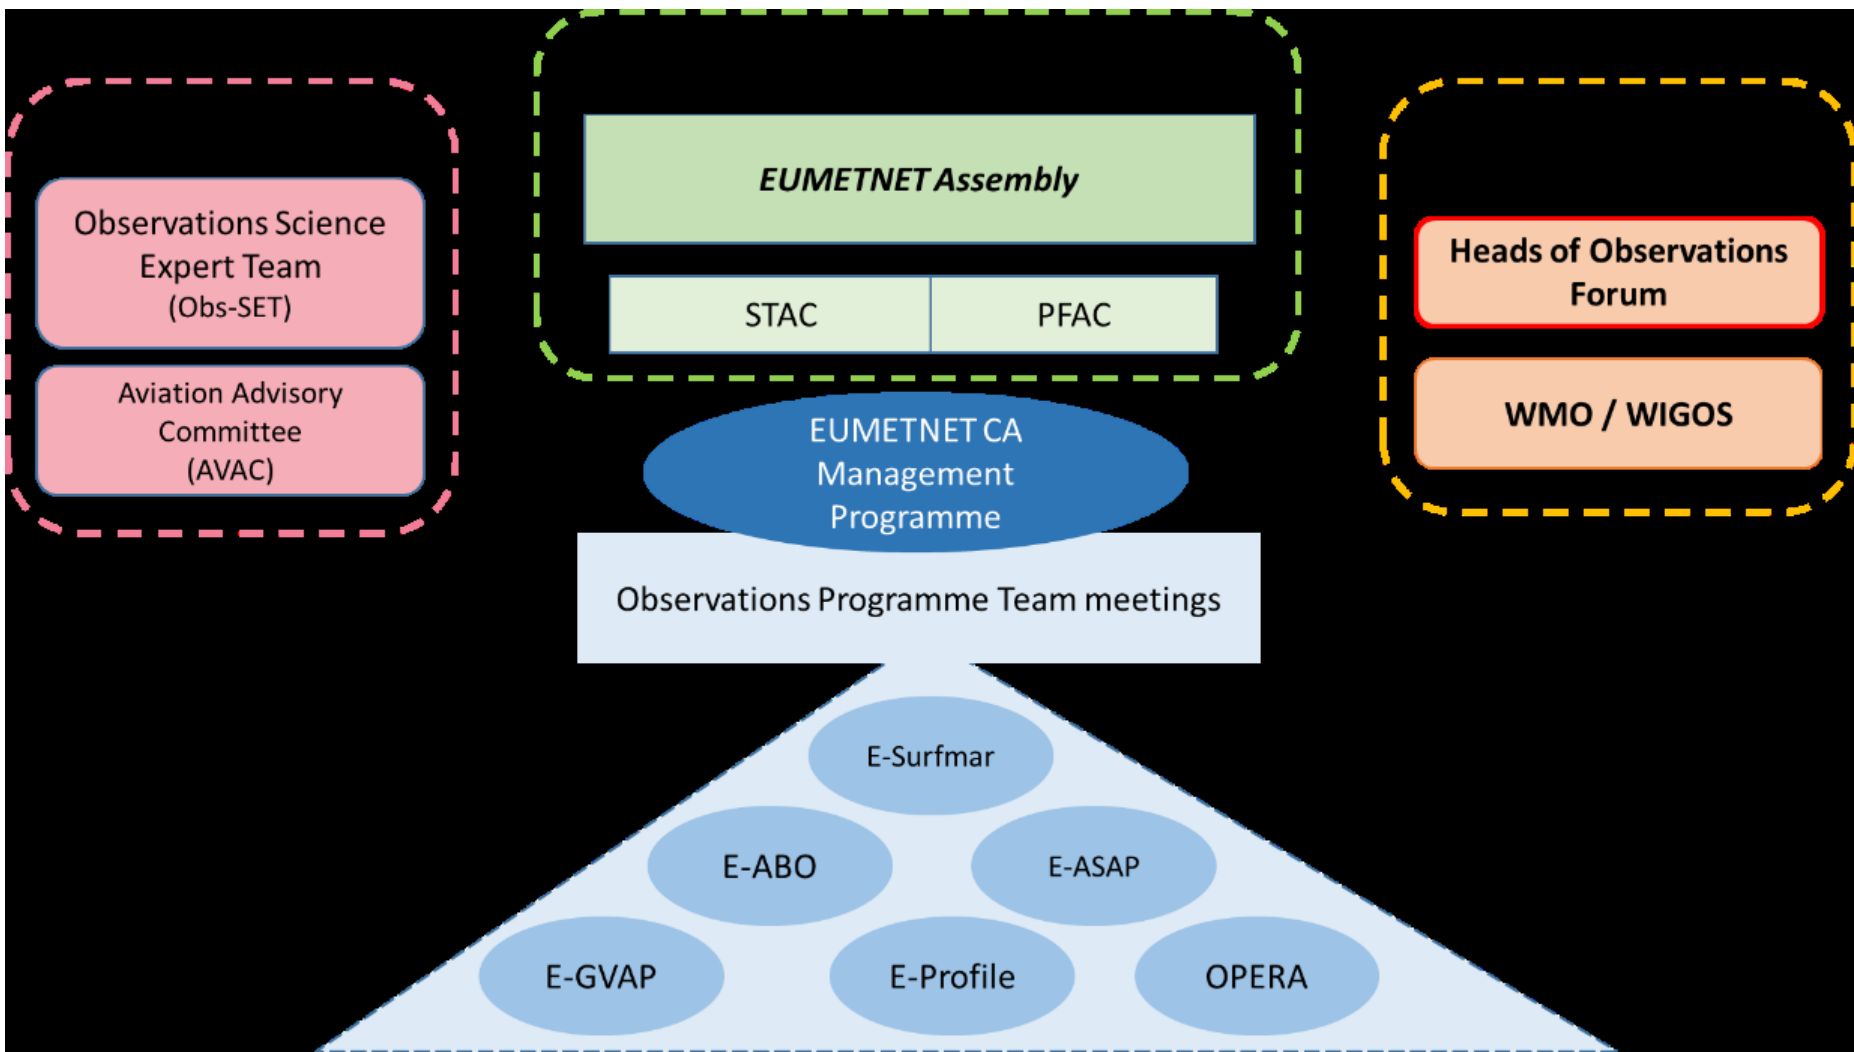 Observations Science
Expert Team
(Obs-SET)
Aviation Advisory
Committee
(AVAC)
EUMETNET Assembly
STAC
PFAC
EUMETNET CA
Management
Programme
Observations Programme Team meetings
Heads of Observations
Forum
WMO / WIGOS
E-Surfmar
E-ABO
E-ASAP
E-GVAP
E-Profile
OPERA